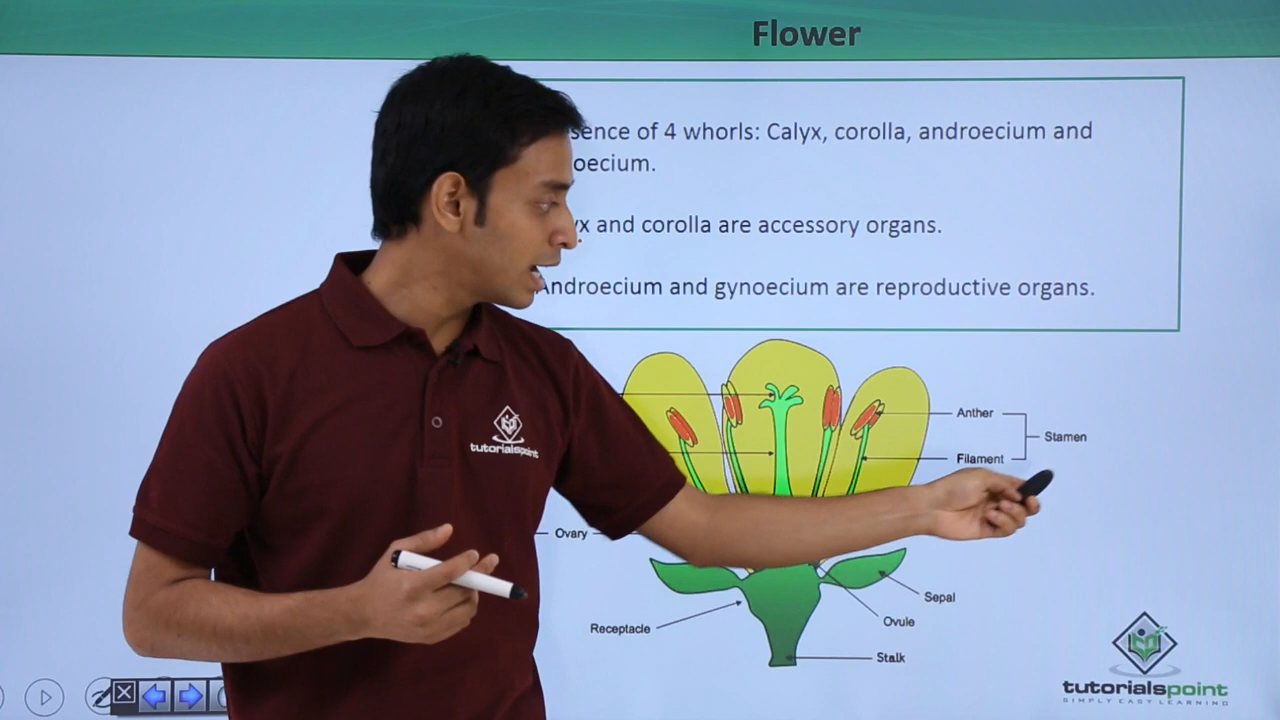 Flower
sence of 4 whorls: Calyx, corolla, androecium and
oecium.
yx and corolla are accessory organs.
Androecium and gynoecium are reproductive organs.
Anther
Stamen
Filament
Ovary
Sepal
Ovule
Receptacle
Stalk
tutorialspoint
tutorialspoint
SIMPLY EASY LEARNING